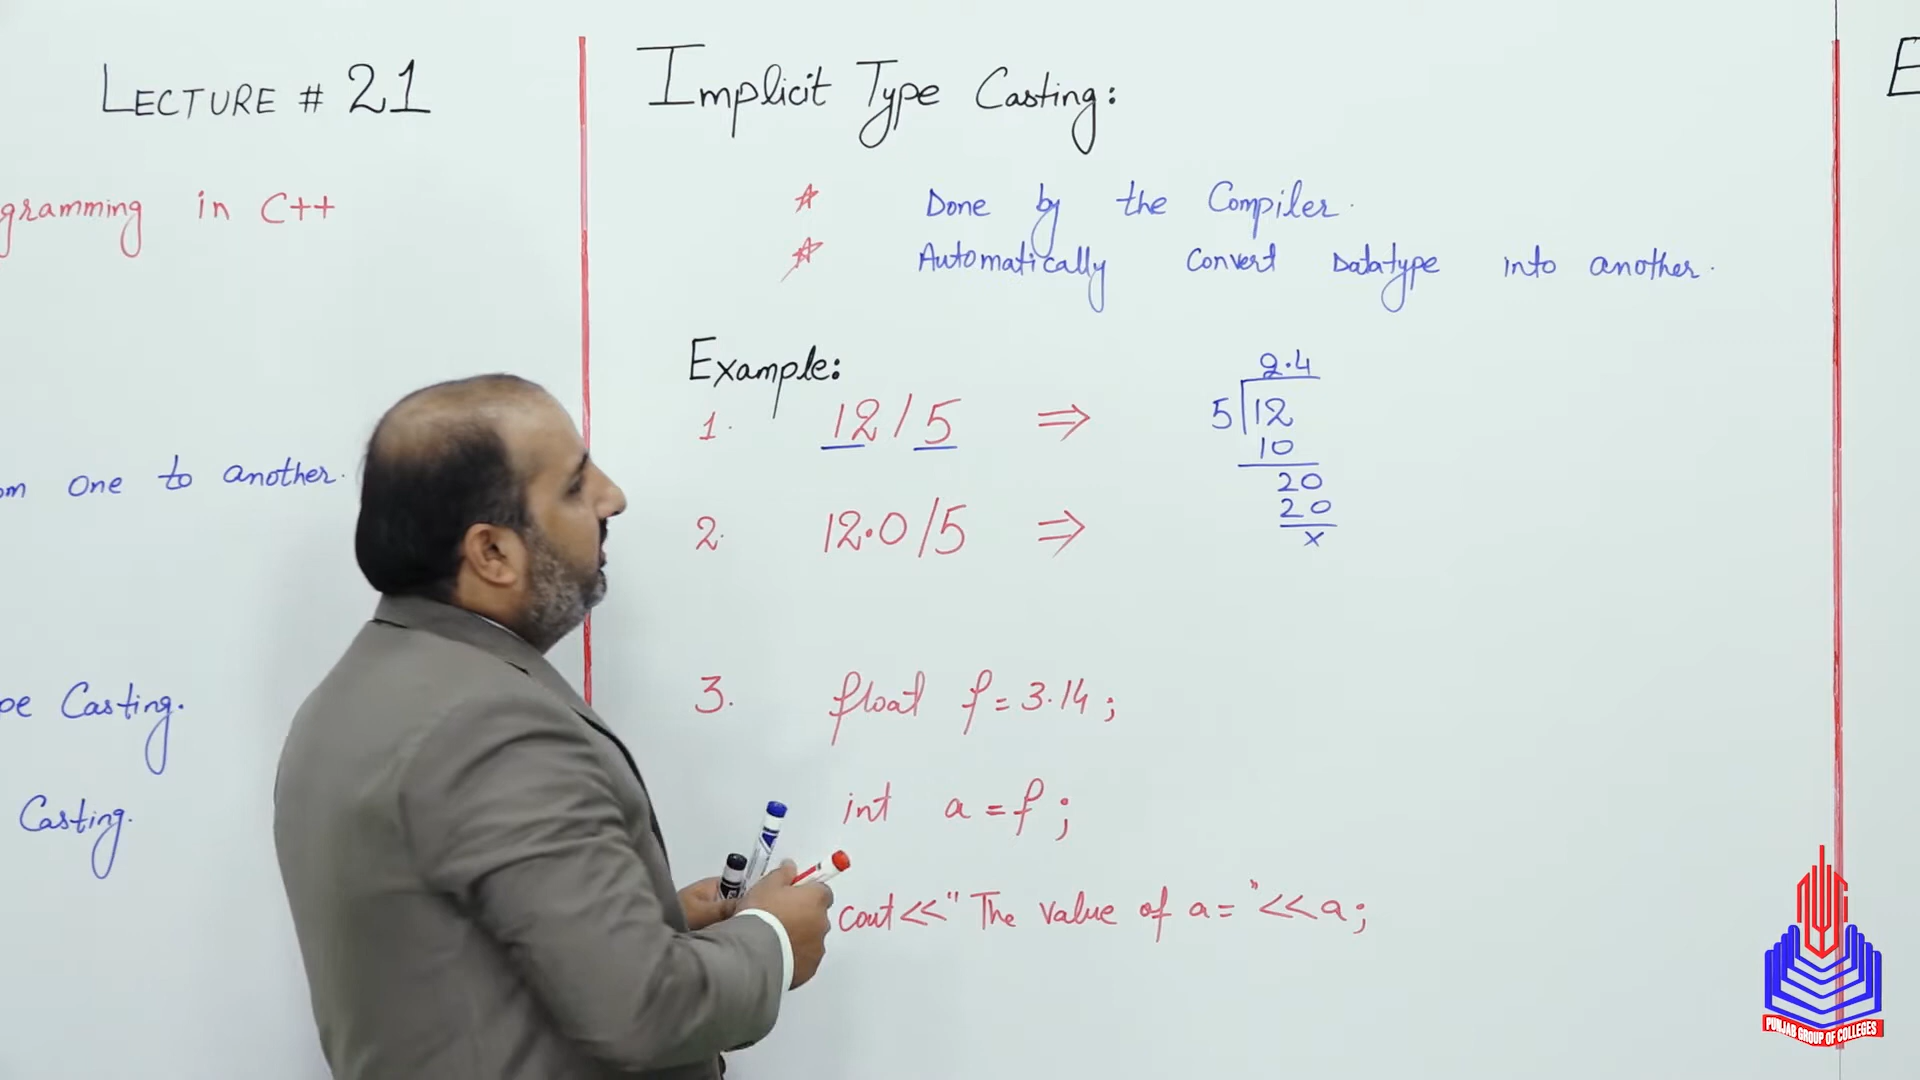 LECTURE # 21
gramming in C++
om one to another.
pe Casting.
Casting.
Implicit Type Casting:
☆ Done by the Compiler.
☆ Automatically Convert Datatype into another.
Example:
1. 12/5 ⇒
2.4
5 12
10
20
20
x
2. 12.0/5 ⇒
3. float f = 3.14;
int a = f;
cout<<"The value of a="<<a;
E
PUNJAB GROUP OF COLLEGES